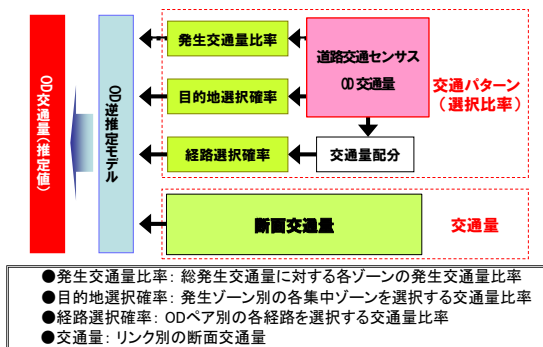 OD交通量(推定値)
OD逆推定モデル
発生交通量比率
目的地選択確率
経路選択確率
道路交通センサス
OD交通量
交通量配分
交通パターン
(選択比率)
断面交通量
交通量
●発生交通量比率: 総発生交通量に対する各ゾーンの発生交通量比率
●目的地選択確率: 発生ゾーン別の各集中ゾーンを選択する交通量比率
●経路選択確率: ODペア別の各経路を選択する交通量比率
●交通量: リンク別の断面交通量